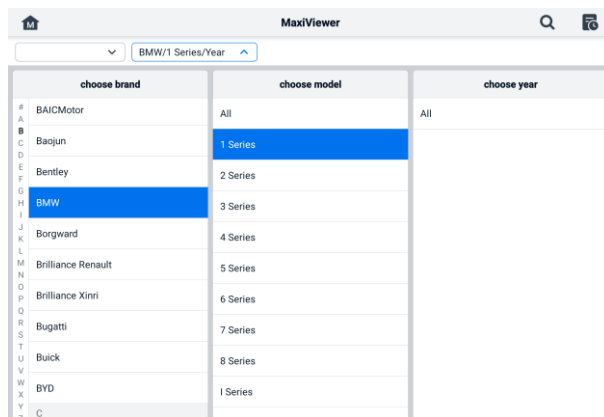 M
MaxiViewer
BMW/1 Series/Year
choose brand
choose model
choose year
#
A
B
C
D
E
F
G
H
I
J
K
L
M
N
O
P
Q
R
S
T
U
V
W
X
Y
BAICMotor
Baojun
Bentley
BMW
Borgward
Brilliance Renault
Brilliance Xinri
Bugatti
Buick
BYD
C
All
1 Series
2 Series
3 Series
4 Series
5 Series
6 Series
7 Series
8 Series
I Series
All